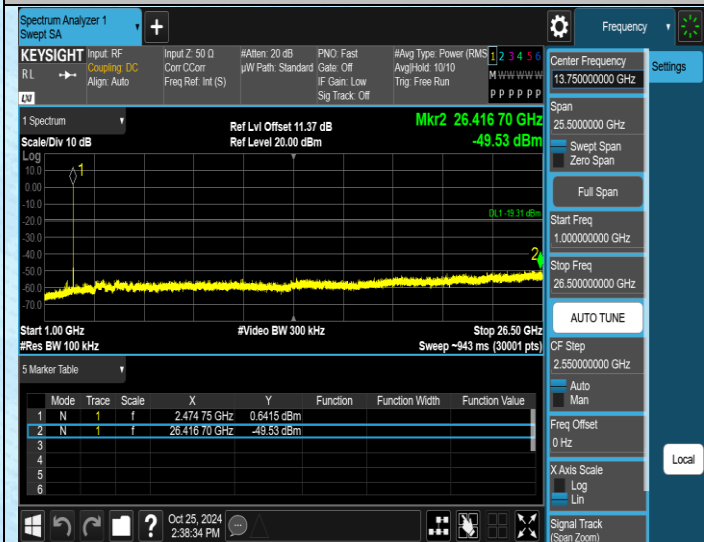 Spectrum Analyzer 1
Swept SA
+
Frequency
KEYSIGHT
RL
LXI
Input: RF
Coupling: DC
Align: Auto
Input Z: 50 Ω
Corr CCorr
Freq Ref: Int (S)
#Atten: 20 dB
µW Path: Standard
PNO: Fast
Gate: Off
IF Gain: Low
Sig Track: Off
#Avg Type: Power (RMS
Avg|Hold: 10/10
Trig: Free Run
1 2 3 4 5 6
M W W W W W
P P P P P P
Center Frequency
13.750000000 GHz
Settings
1 Spectrum
Scale/Div 10 dB
Ref Lvl Offset 11.37 dB
Ref Level 20.00 dBm
Mkr2 26.416 70 GHz
-49.53 dBm
Log
10.0
0.00
-10.0
-20.0
-30.0
-40.0
-50.0
-60.0
-70.0
1
DL1 -19.31 dBm
2
Start 1.00 GHz
#Res BW 100 kHz
#Video BW 300 kHz
Stop 26.50 GHz
Sweep ~943 ms (30001 pts)
Span
25.5000000 GHz
Swept Span
Zero Span
Full Span
Start Freq
1.000000000 GHz
Stop Freq
26.500000000 GHz
AUTO TUNE
CF Step
2.550000000 GHz
Auto
Man
Freq Offset
0 Hz
X Axis Scale
Log
Lin
Signal Track
(Span Zoom)
Local
5 Marker Table
Mode Trace Scale X Y Function Function Width Function Value
1 N 1 f 2.474 75 GHz 0.6415 dBm
2 N 1 f 26.416 70 GHz -49.53 dBm
3
4
5
6
?
Oct 25, 2024
2:38:34 PM